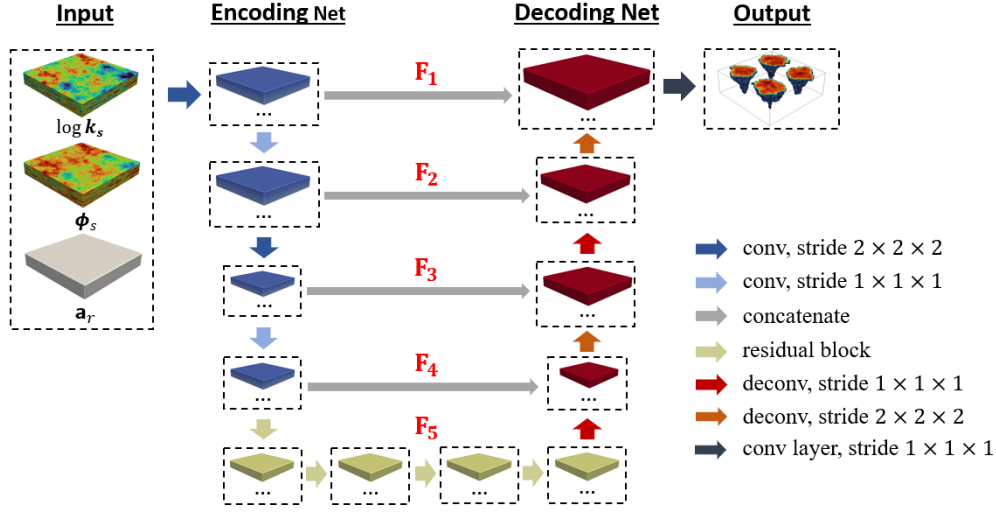 Input
Encoding Net
Decoding Net
Output
log k_s
ϕ_s
a_r
F₁
F₂
F₃
F₄
F₅
...
...
...
...
...
...
...
...
...
...
...
...
conv, stride 2 × 2 × 2
conv, stride 1 × 1 × 1
concatenate
residual block
deconv, stride 1 × 1 × 1
deconv, stride 2 × 2 × 2
conv layer, stride 1 × 1 × 1